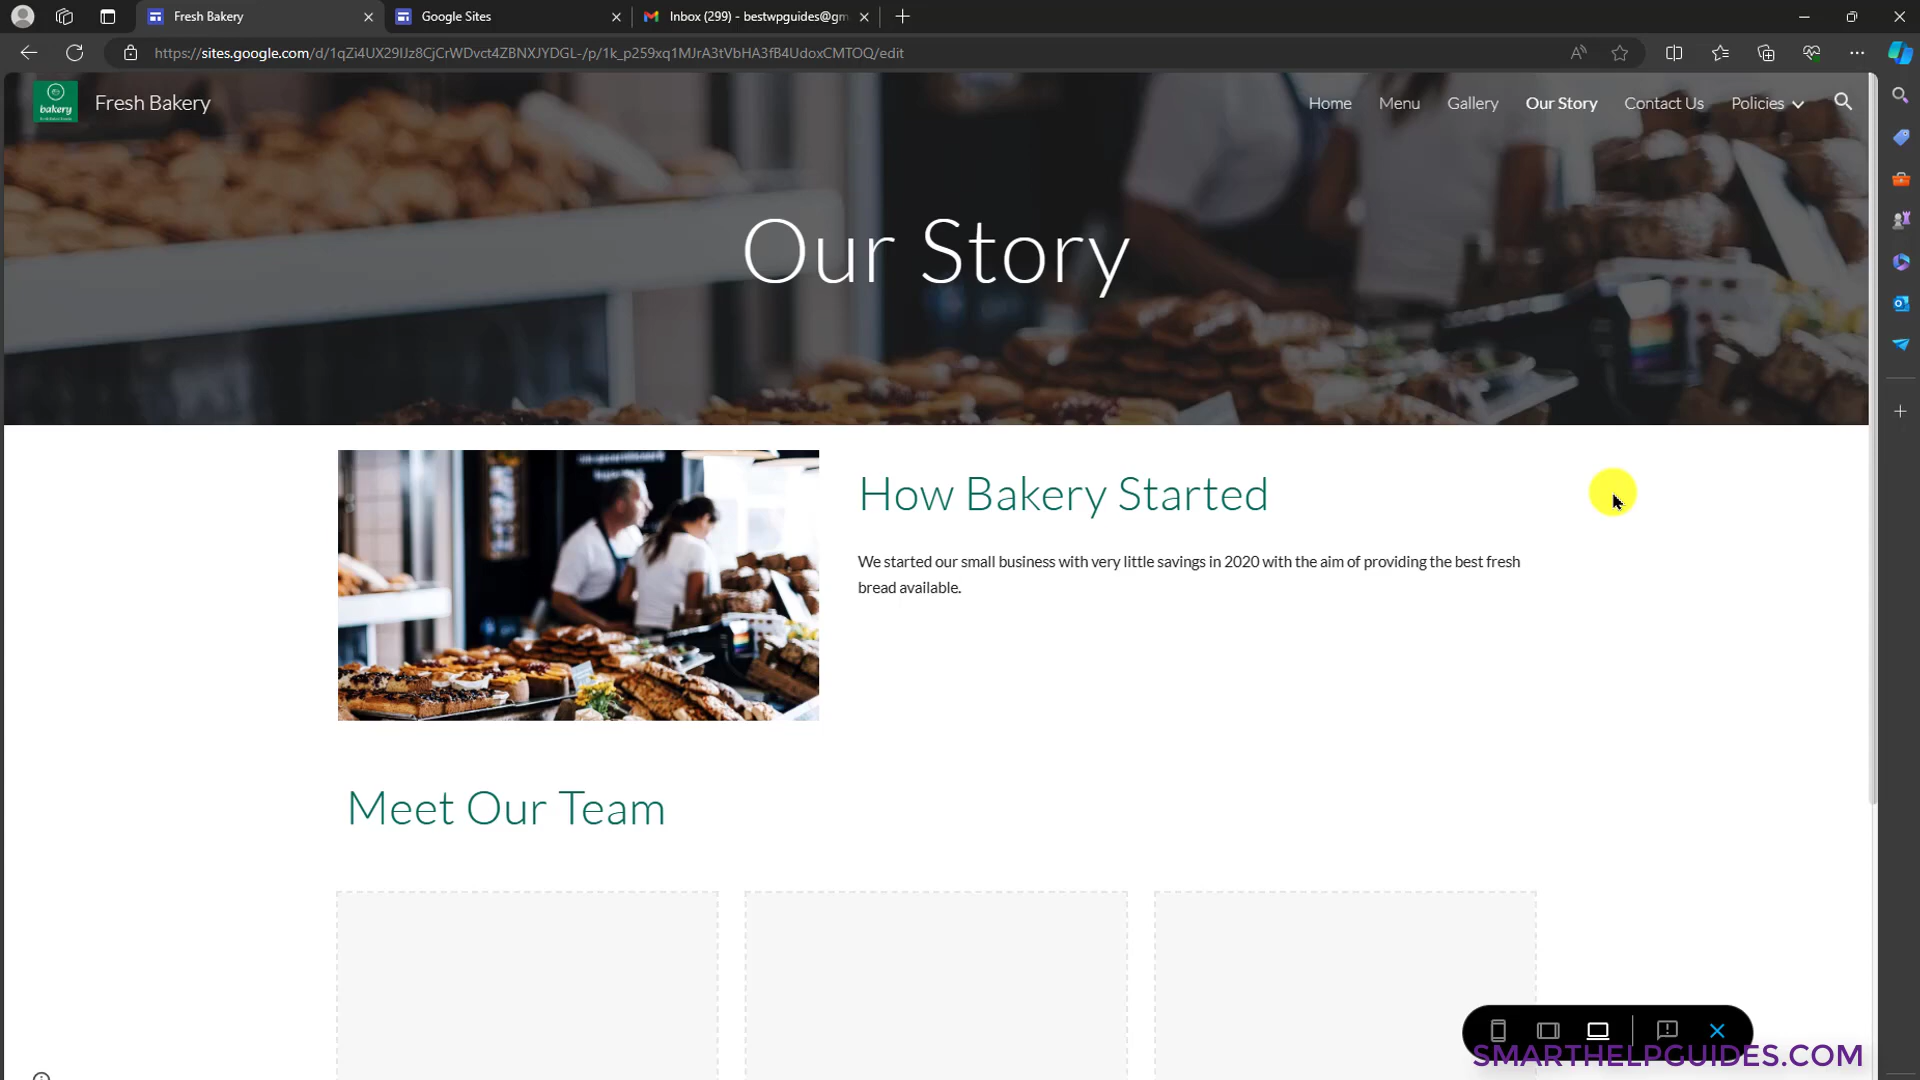 Fresh Bakery
Google Sites
Inbox (299) - bestwpguides@gm
https://sites.google.com/d/1qZi4UX29IJz8CjCrWDvct4ZBNXJYDGL-/p/1k_p259xq1MJrA3tVbHA3fB4UdoxCMTOQ/edit
bakery
Fresh Bakery
Home
Menu
Gallery
Our Story
Contact Us
Policies
Our Story
How Bakery Started
We started our small business with very little savings in 2020 with the aim of providing the best fresh
bread available.
Meet Our Team
SMARTHELPGUIDES.COM